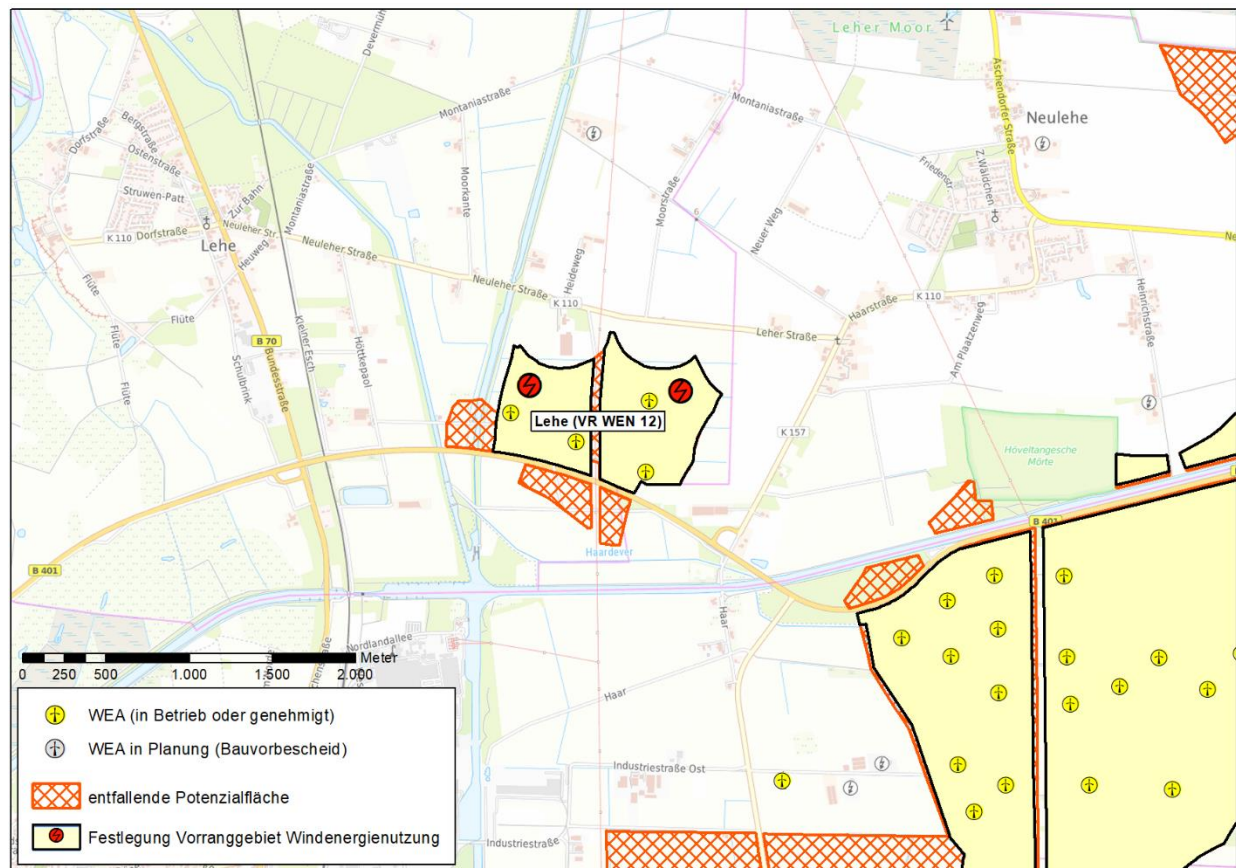 Leher Moor
Devermüh
Montaniastraße
Montaniastraße
Aschendorfer Straße
Neulehe
Dorfstraße
Bergstraße
Ostenstraße
Struwen-Patt
Zur Bahn
Montaniastraße
Moorkante
Moorstraße
Friedenstr.
Z.Wäldchen
K 110
Dorfstraße
Lehe
Neuleher Str.
Heuweg
Neuleher Straße
Heideweg
Neuer Weg
Neuleher Straße
K 110
Leher Straße
Haarstraße
K 110
Am Plaatzenweg
Heinrichstraße
Ne
Flüte
Flüte
Flüte
Flüte
B 70
Bundesstraße
Schulbrink
Kleiner Esch
Höttkepaol
Lehe (VR WEN 12)
K 157
Höveltangesche
Mörte
B 401
Haardever
B 401
Nordlandallee
Haar
Haar
Industriestraße Ost
Industriestraße
0 250 500 1.000 1.500 2.000
Meter
WEA (in Betrieb oder genehmigt)
WEA in Planung (Bauvorbescheid)
entfallende Potenzialfläche
Festlegung Vorranggebiet Windenergienutzung